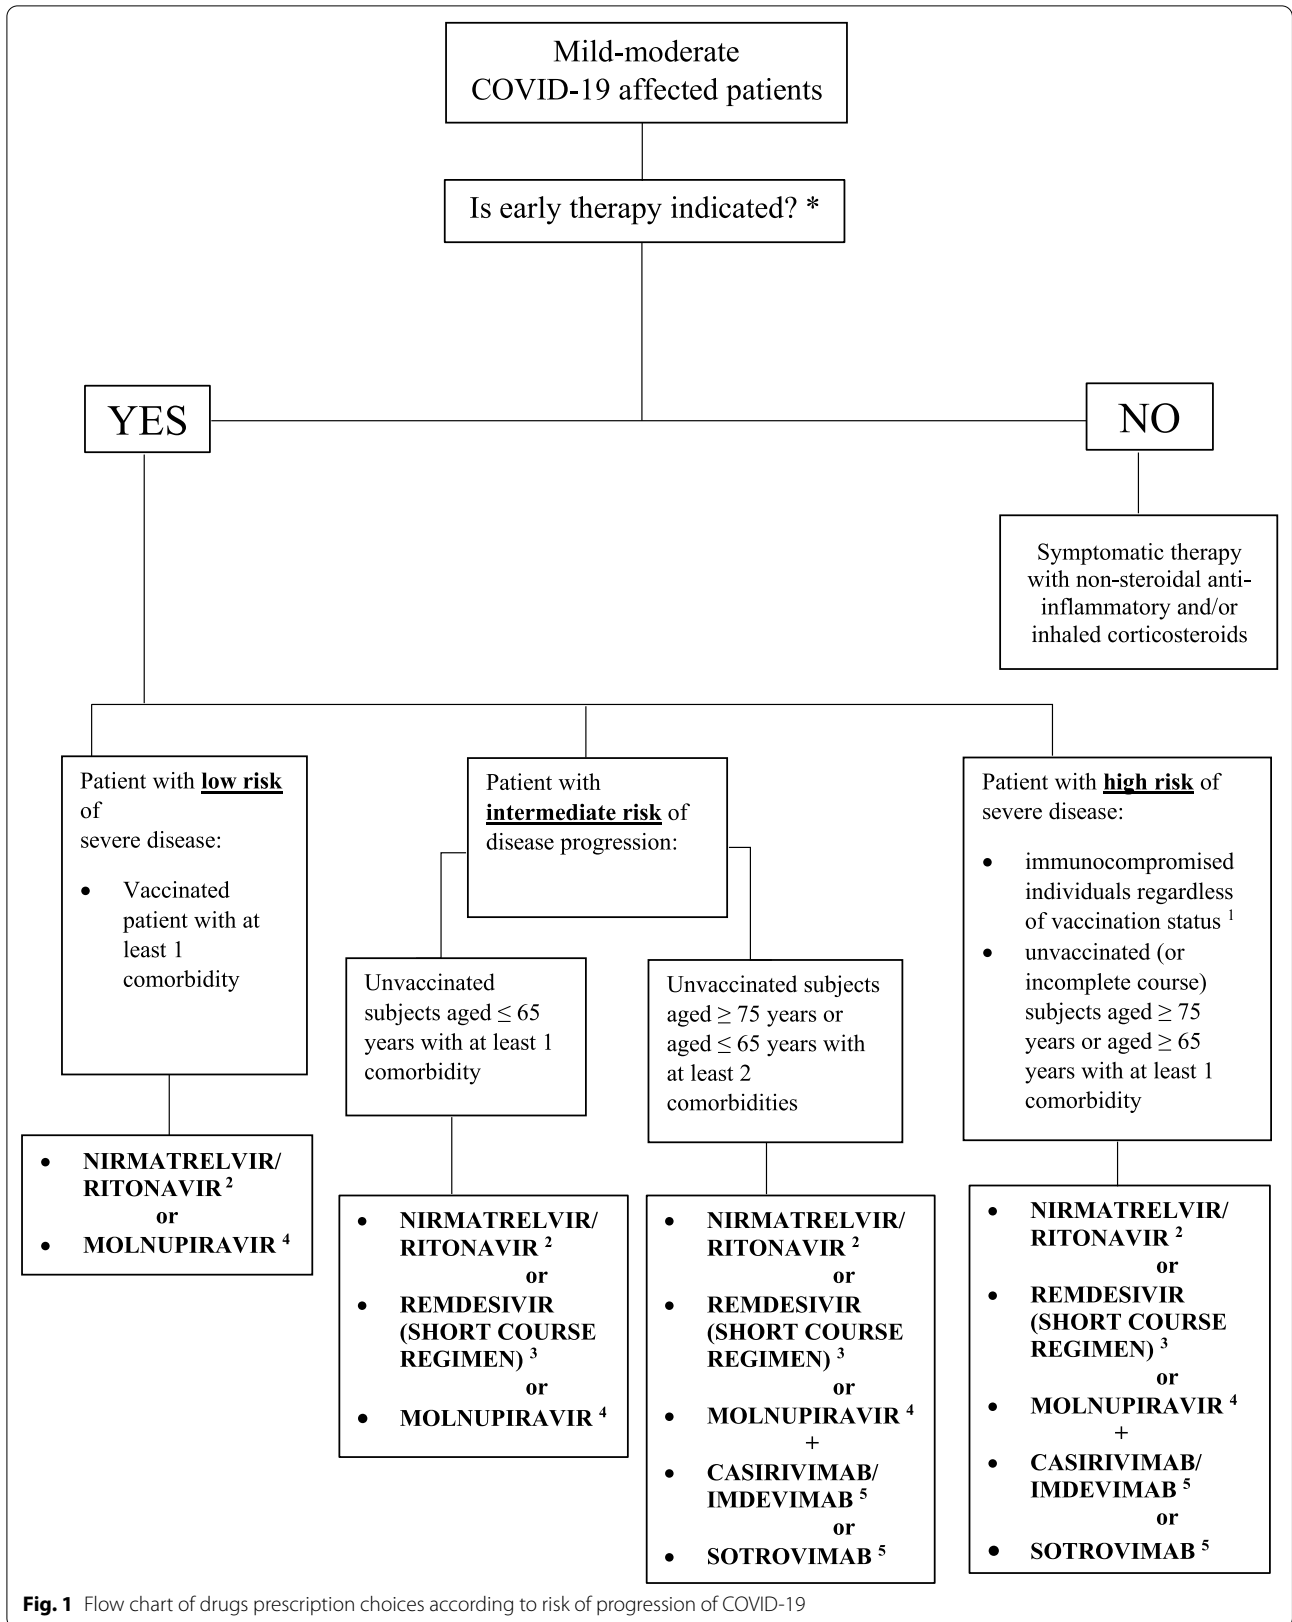 Mild-moderate
COVID-19 affected patients
Is early therapy indicated? *
YES
NO
Symptomatic therapy
with non-steroidal anti-
inflammatory and/or
inhaled corticosteroids
Patient with low risk
of
severe disease:
• Vaccinated
patient with at
least 1
comorbidity
Patient with
intermediate risk of
disease progression:
Patient with high risk of
severe disease:
• immunocompromised
individuals regardless
of vaccination status 1
• unvaccinated (or
incomplete course)
subjects aged ≥ 75
years or aged ≥ 65
years with at least 1
comorbidity
Unvaccinated
subjects aged ≤ 65
years with at least 1
comorbidity
Unvaccinated subjects
aged ≥ 75 years or
aged ≤ 65 years with
at least 2
comorbidities
• NIRMATRELVIR/
RITONAVIR 2
or
• MOLNUPIRAVIR 4
• NIRMATRELVIR/
RITONAVIR 2
or
• REMDESIVIR
(SHORT COURSE
REGIMEN) 3
or
• MOLNUPIRAVIR 4
• NIRMATRELVIR/
RITONAVIR 2
or
• REMDESIVIR
(SHORT COURSE
REGIMEN) 3
or
• MOLNUPIRAVIR 4
+
• CASIRIVIMAB/
IMDEVIMAB 5
or
• SOTROVIMAB 5
• NIRMATRELVIR/
RITONAVIR 2
or
• REMDESIVIR
(SHORT COURSE
REGIMEN) 3
or
• MOLNUPIRAVIR 4
+
• CASIRIVIMAB/
IMDEVIMAB 5
or
• SOTROVIMAB 5
Fig. 1 Flow chart of drugs prescription choices according to risk of progression of COVID-19